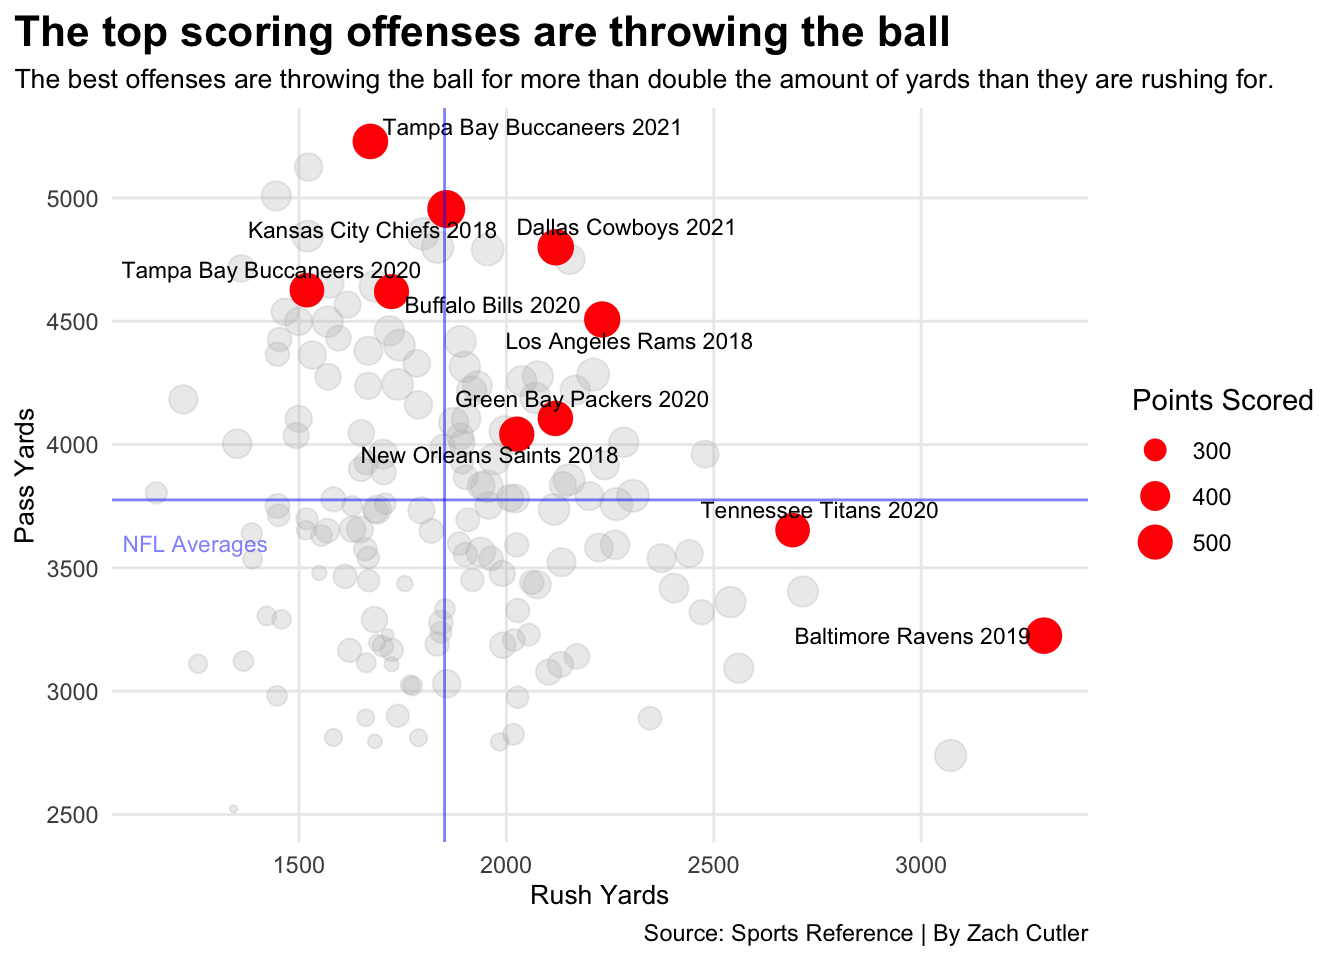 The top scoring offenses are throwing the ball
The best offenses are throwing the ball for more than double the amount of yards than they are rushing for.
Tampa Bay Buccaneers 2021
5000
Kansas City Chiefs 2018
Dallas Cowboys 2021
Tampa Bay Buccaneers 2020
Buffalo Bills 2020
4500
Los Angeles Rams 2018
Green Bay Packers 2020
4000
New Orleans Saints 2018
Tennessee Titans 2020
NFL Averages
3500
Baltimore Ravens 2019
3000
2500
Pass Yards
1500
2000
2500
3000
Rush Yards
Points Scored
300
400
500
Source: Sports Reference | By Zach Cutler